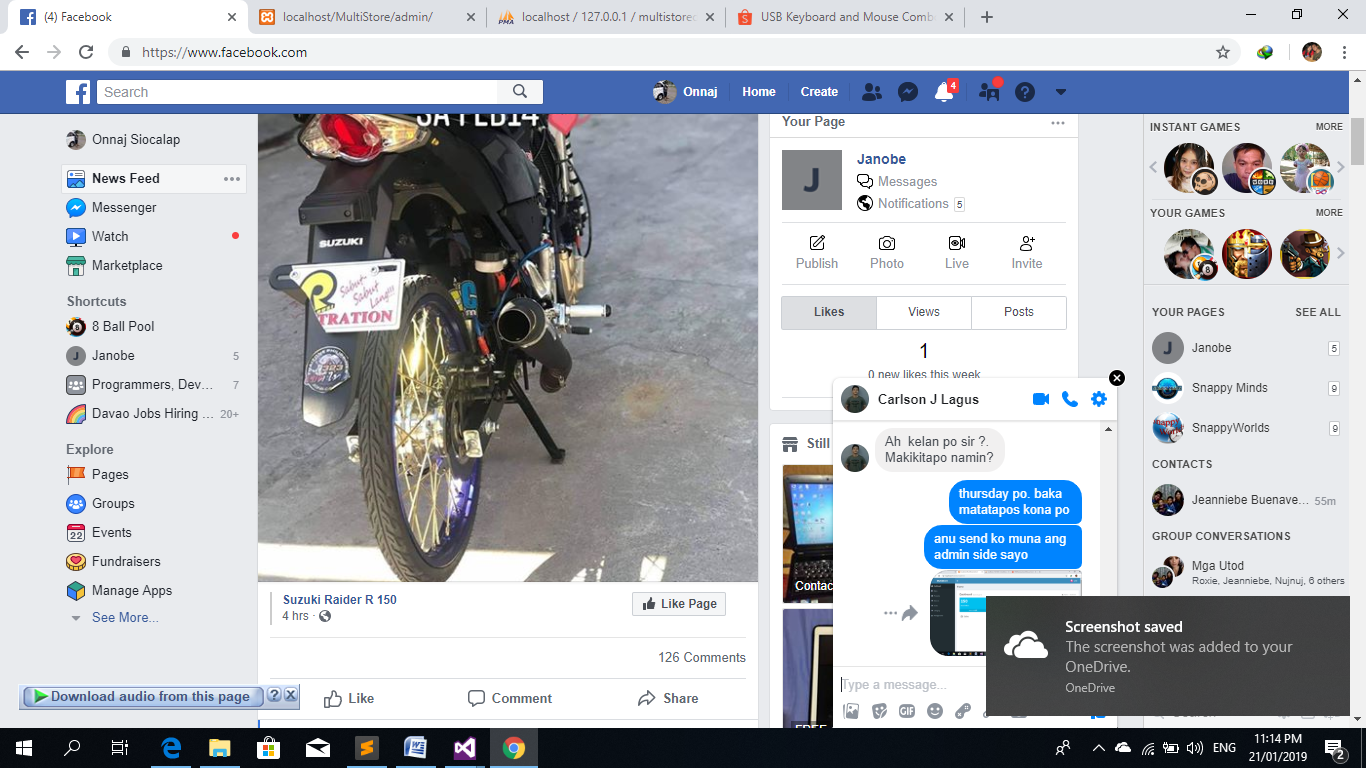 (4) Facebook
localhost/MultiStore/admin/
localhost / 127.0.0.1 / multistore
USB Keyboard and Mouse Comb
https://www.facebook.com
Search
Onnaj
Home
Create
4
Onnaj Siocalap
News Feed
Messenger
Watch
Marketplace
Shortcuts
8 Ball Pool
Janobe 5
Programmers, Dev... 7
Davao Jobs Hiring ... 20+
Explore
Pages
Groups
Events
Fundraisers
Manage Apps
See More...
Download audio from this page
?
SUZUKI
R
Sabut
Sabut
Lang!!!
TRATION
Suzuki Raider R 150
4 hrs ·
Like Page
126 Comments
Like
Comment
Share
Your Page
J
Janobe
Messages
Notifications 5
Publish
Photo
Live
Invite
Likes
Views
Posts
1
0 new likes this week
Still
Contac
FREE
Carlson J Lagus
Ah kelan po sir ?.
Makikitapo namin?
thursday po. baka
matatapos kona po
anu send ko muna ang
admin side sayo
Type a message...
GIF
INSTANT GAMES MORE
YOUR GAMES MORE
YOUR PAGES SEE ALL
J
Janobe 5
Snappy Minds 9
SnappyWorlds 9
CONTACTS
Jeanniebe Buenave... 55m
GROUP CONVERSATIONS
Mga Utod
Roxie, Jeanniebe, Nujnuj, 6 others
Screenshot saved
The screenshot was added to your
OneDrive.
OneDrive
ENG
11:14 PM
21/01/2019
2